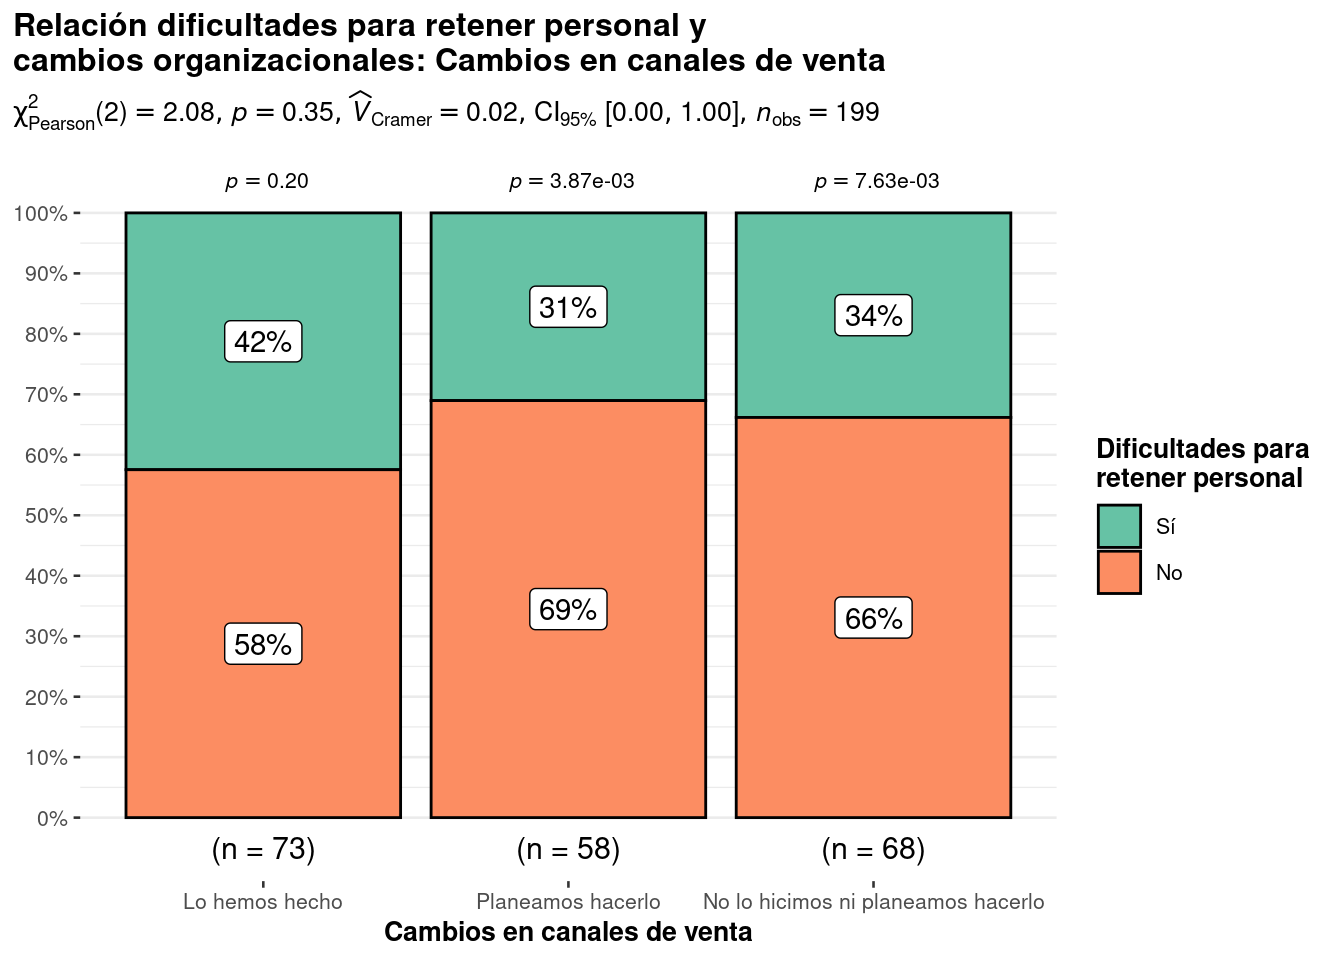 Relación dificultades para retener personal y
cambios organizacionales: Cambios en canales de venta
χ²Pearson(2) = 2.08, p = 0.35, V̂Cramer = 0.02, CI95% [0.00, 1.00], nobs = 199
p = 0.20 p = 3.87e-03 p = 7.63e-03
100%
90%
80%
70%
60%
50%
40%
30%
20%
10%
0%
42% 31% 34%
58% 69% 66%
(n = 73) (n = 58) (n = 68)
Lo hemos hecho Planeamos hacerlo No lo hicimos ni planeamos hacerlo
Cambios en canales de venta
Dificultades para
retener personal
Sí
No